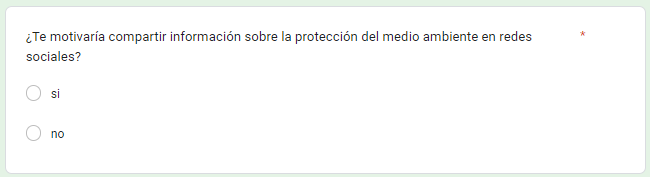 ¿Te motivaría compartir información sobre la protección del medio ambiente en redes *
sociales?
si
no